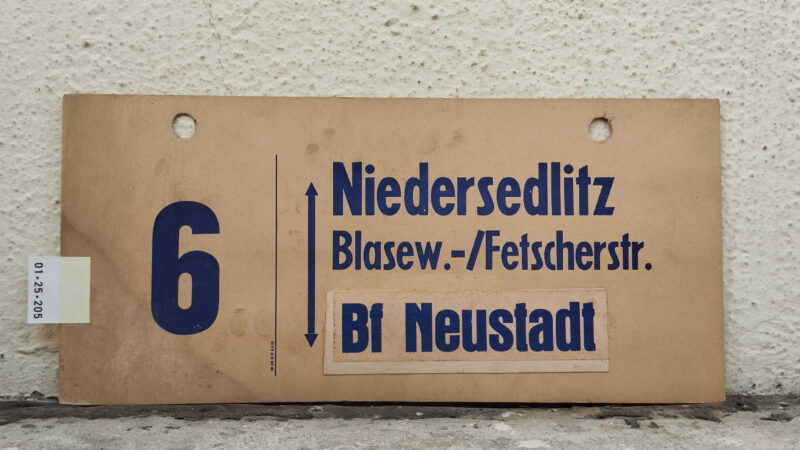 01•25•205
6
Niedersedlitz
Blasew.-/Fetscherstr.
Bf Neustadt